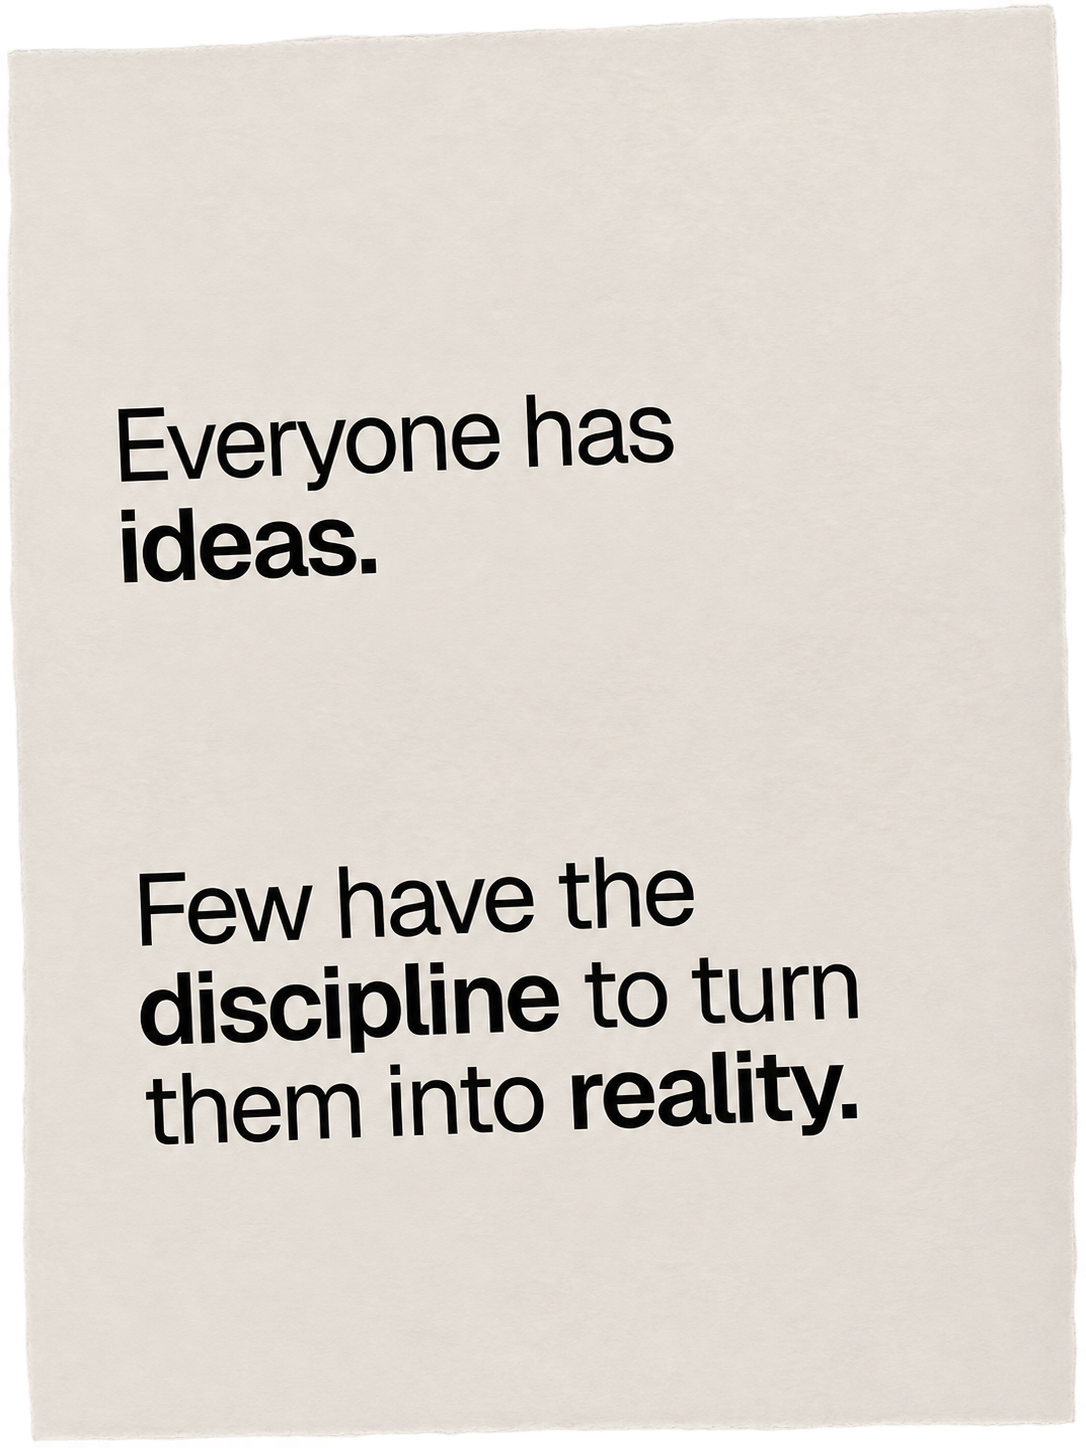 Everyone has
ideas.
Few have the
discipline to turn
them into reality.